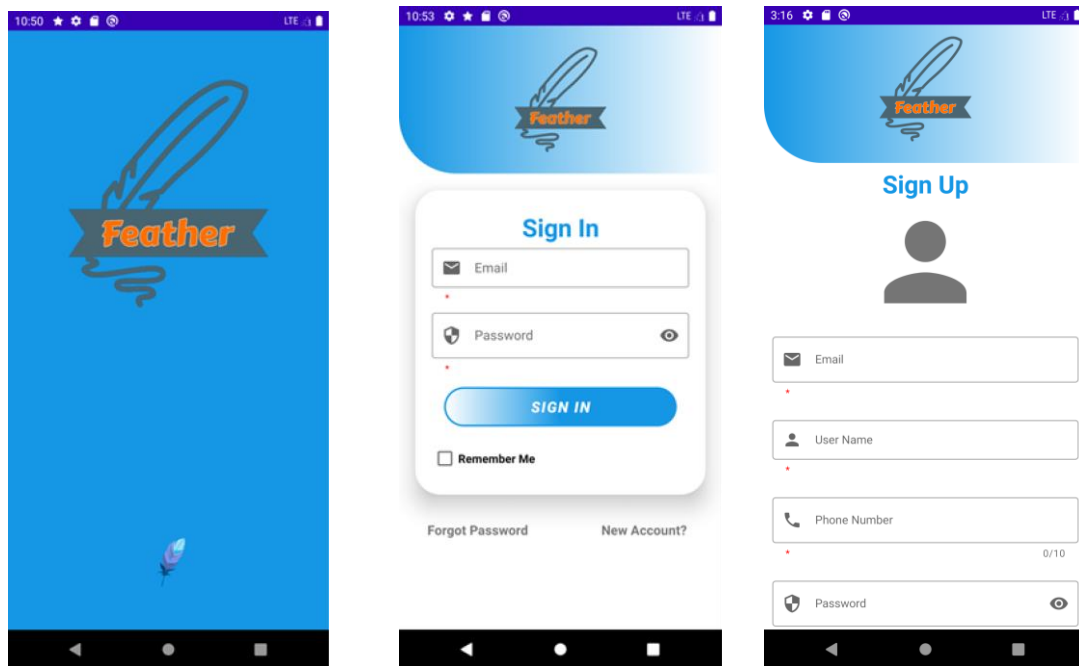 10:50 LTE
Feather
10:53 LTE
Feather
Sign In
Email
*
Password
*
SIGN IN
Remember Me
Forgot Password New Account?
3:16 LTE
Feather
Sign Up
Email
*
User Name
*
Phone Number
* 0/10
Password